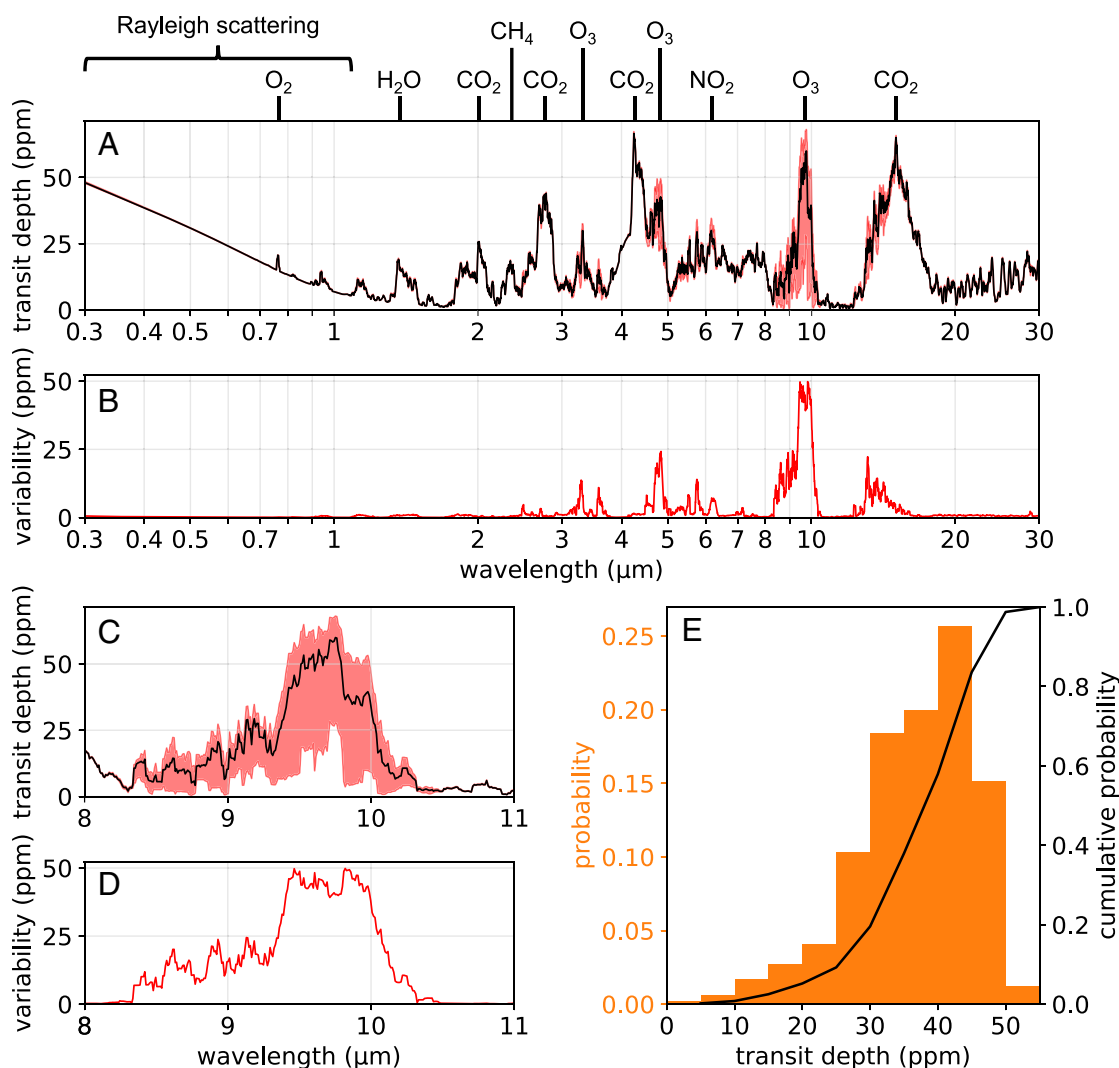 Rayleigh scattering
CH₄ O₃ O₃
O₂ H₂O CO₂ CO₂ CO₂ NO₂ O₃ CO₂
A
transit depth (ppm)
50
25
0
0.3 0.4 0.5 0.7 1 2 3 4 5 6 7 8 10 20 30
B
variability (ppm)
50
25
0
0.3 0.4 0.5 0.7 1 2 3 4 5 6 7 8 10 20 30
wavelength (μm)
C
transit depth (ppm)
50
25
0
8 9 10 11
D
variability (ppm)
50
25
0
8 9 10 11
wavelength (μm)
E
probability
0.25
0.20
0.15
0.10
0.05
0.00
cumulative probability
1.0
0.8
0.6
0.4
0.2
0.0
0 10 20 30 40 50
transit depth (ppm)